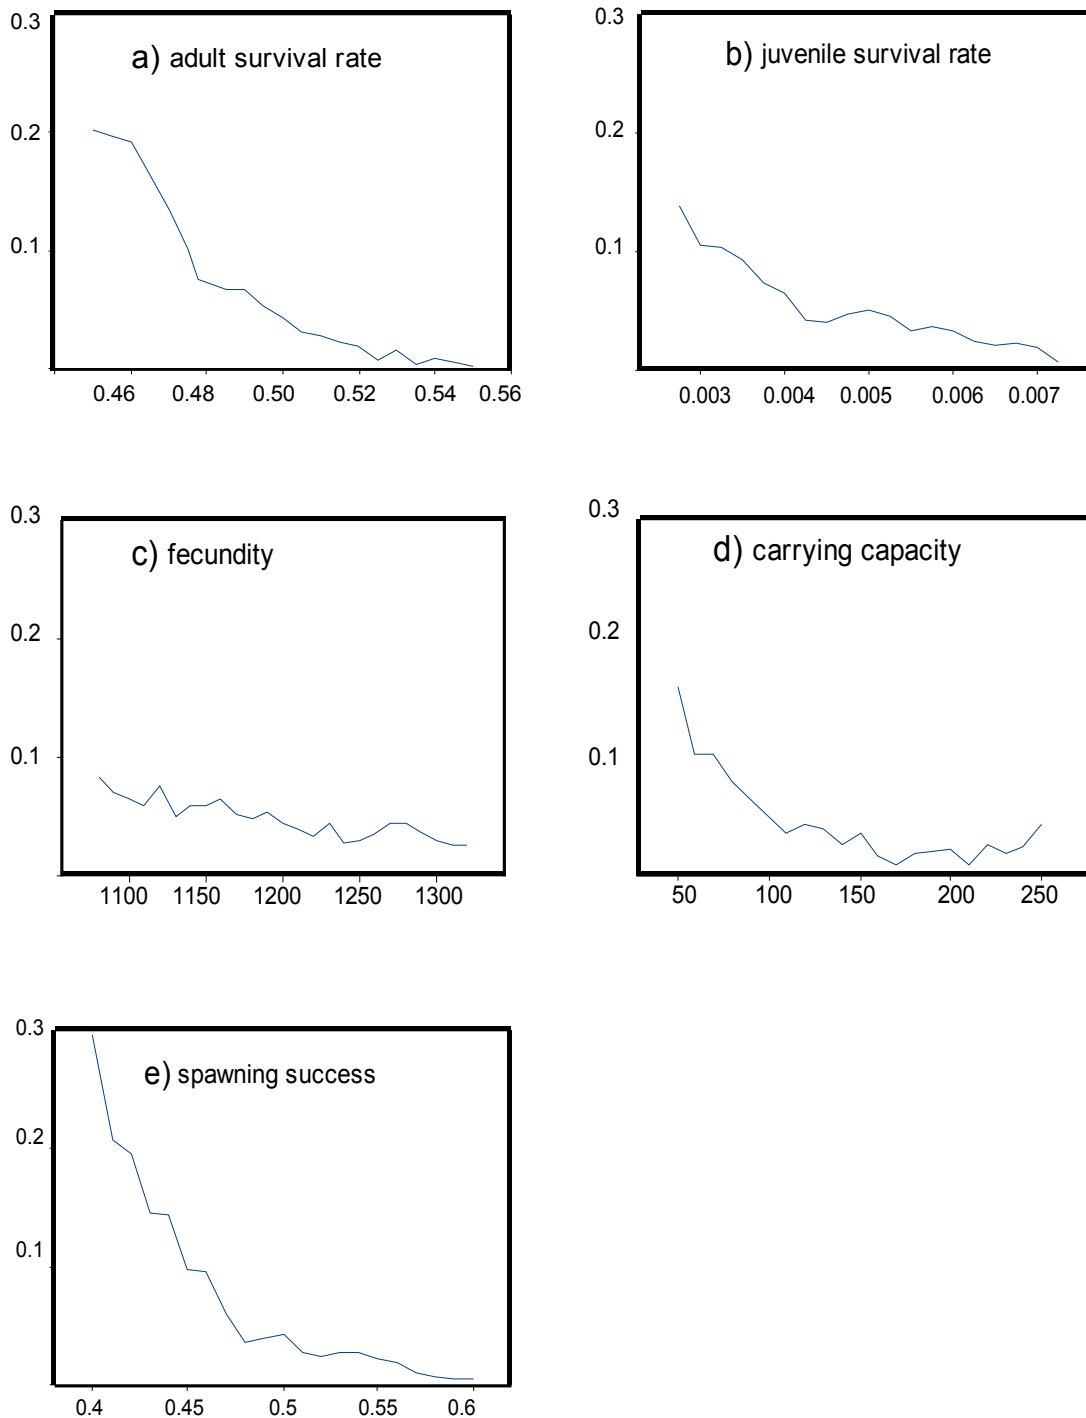 0.3
a) adult survival rate
0.2
0.1
0.46 0.48 0.50 0.52 0.54 0.56
0.3
b) juvenile survival rate
0.2
0.1
0.003 0.004 0.005 0.006 0.007
0.3
c) fecundity
0.2
0.1
1100 1150 1200 1250 1300
0.3
d) carrying capacity
0.2
0.1
50 100 150 200 250
0.3
e) spawning success
0.2
0.1
0.4 0.45 0.5 0.55 0.6